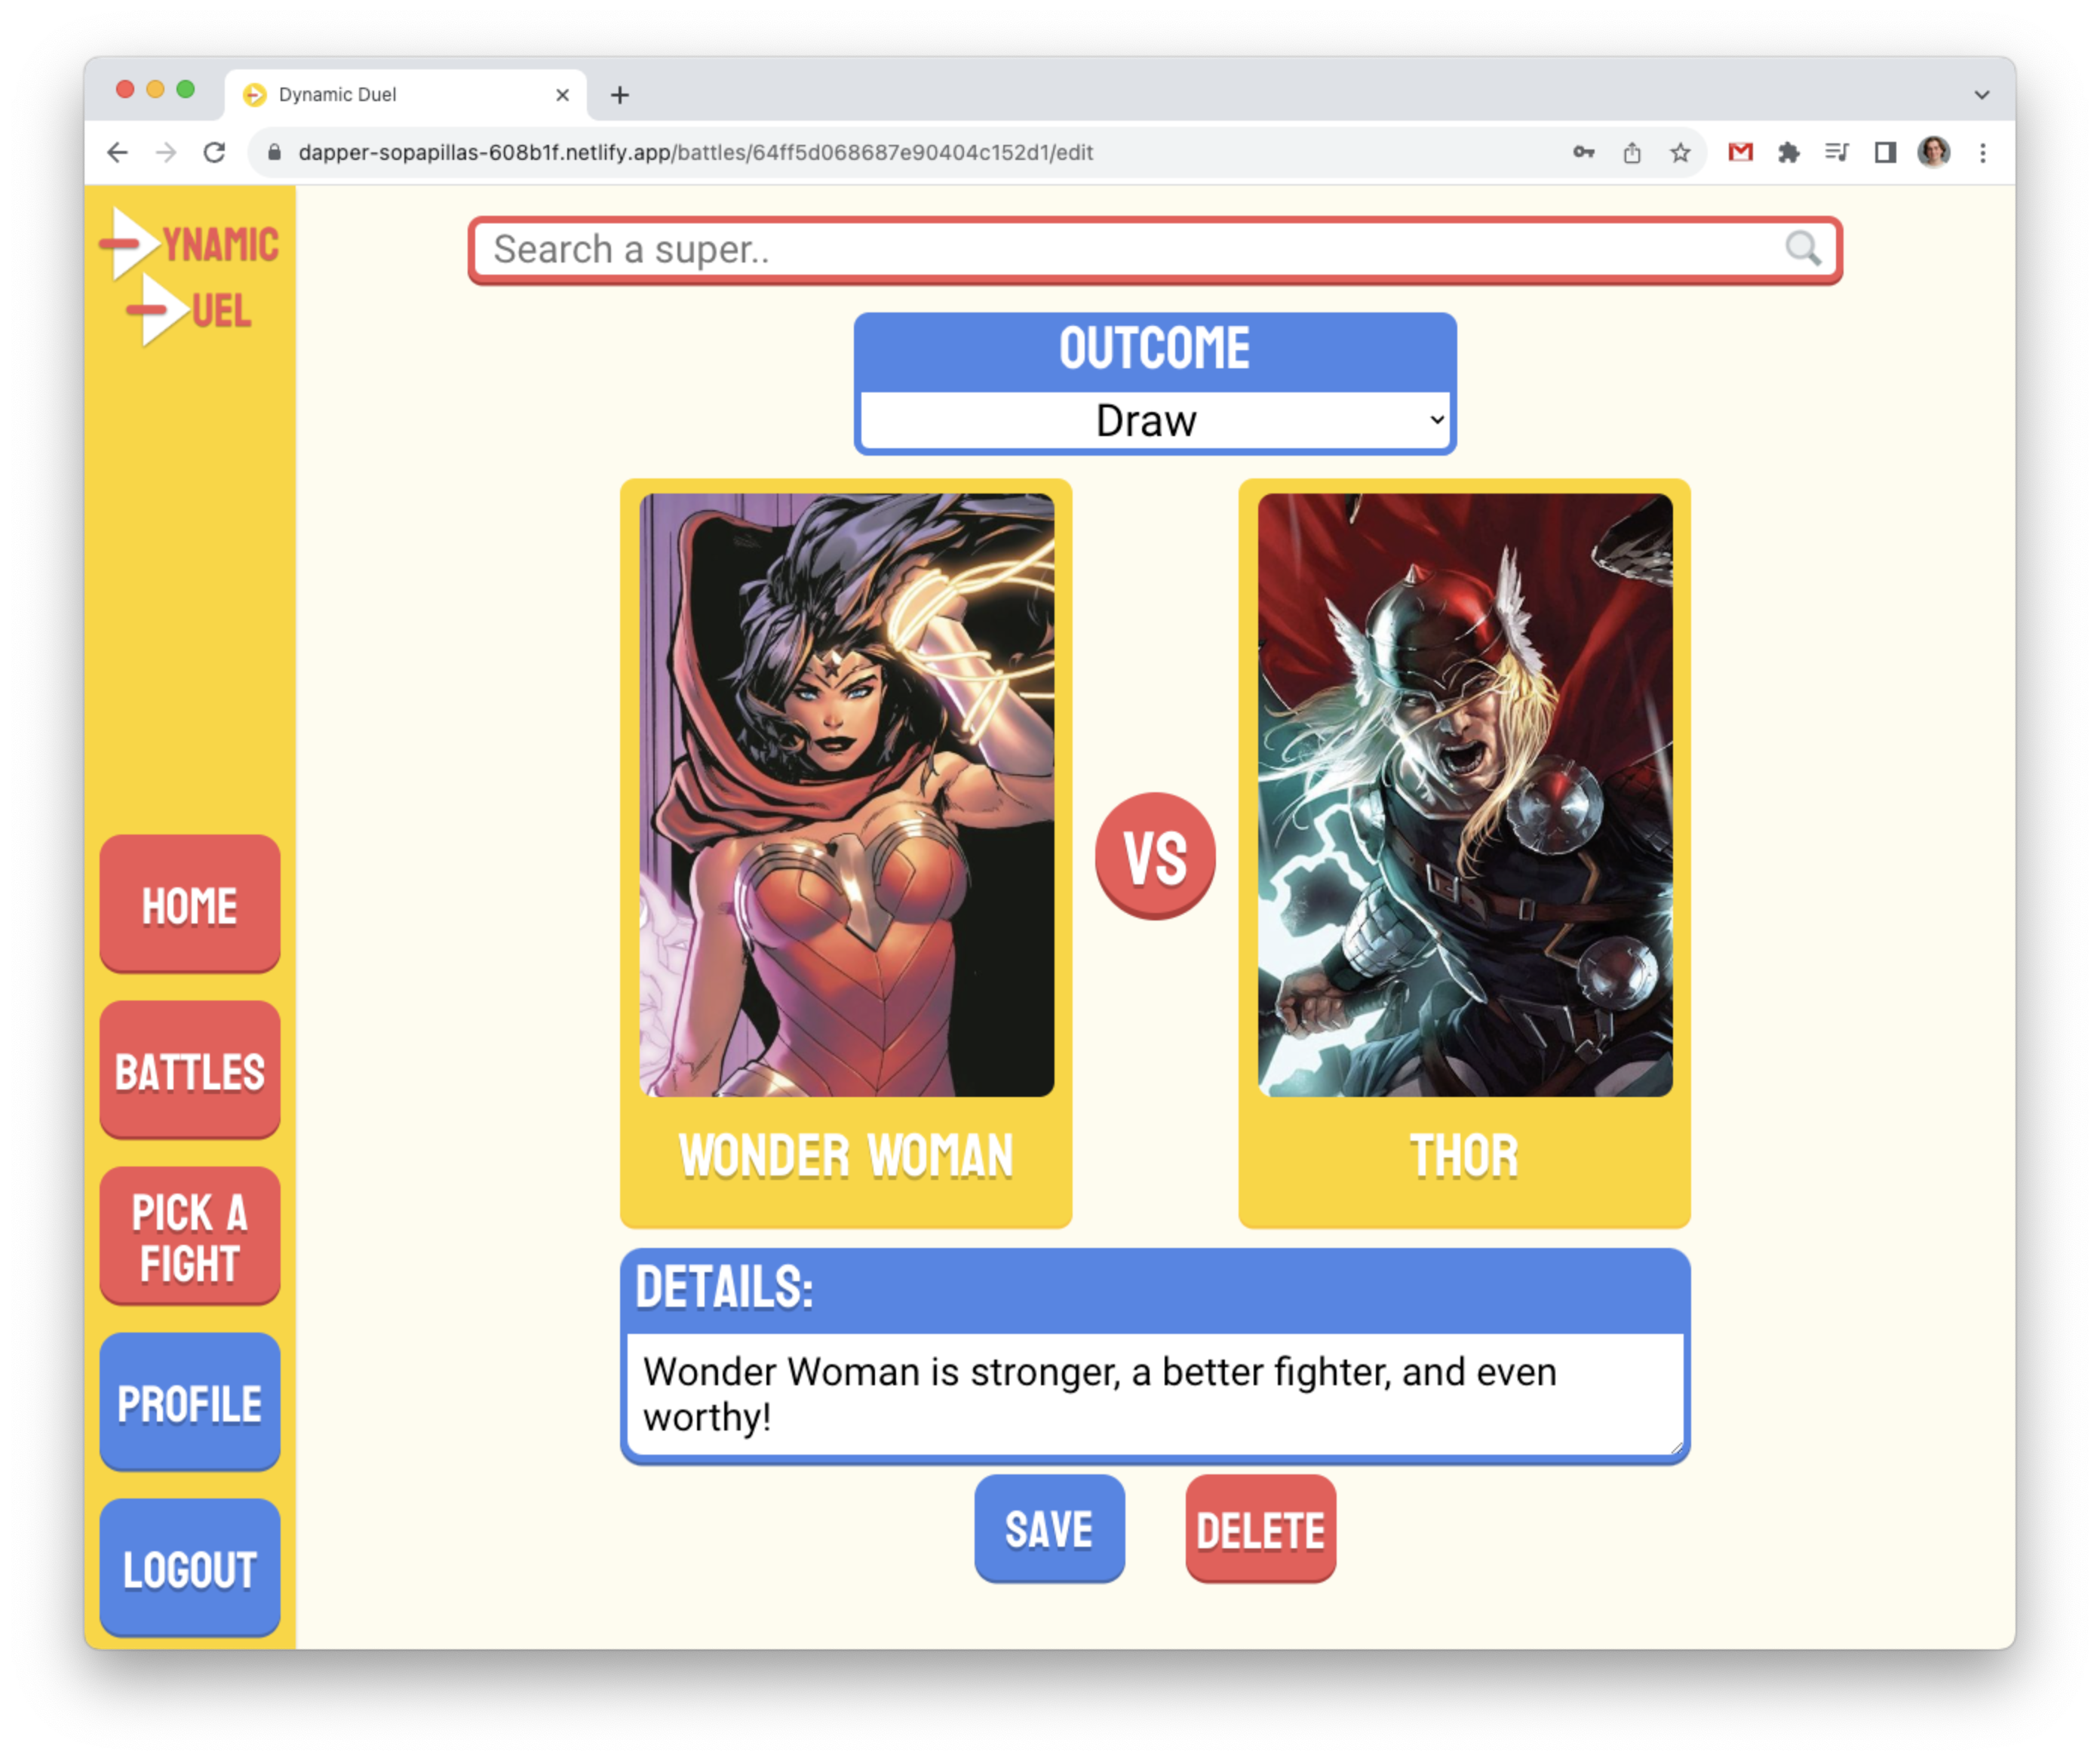 Dynamic Duel
dapper-sopapillas-608b1f.netlify.app/battles/64ff5d068687e90404c152d1/edit
YNAMIC
UEL
HOME
BATTLES
PICK A
FIGHT
PROFILE
LOGOUT
Search a super..
OUTCOME
Draw
VS
WONDER WOMAN
THOR
DETAILS:
Wonder Woman is stronger, a better fighter, and even
worthy!
SAVE
DELETE